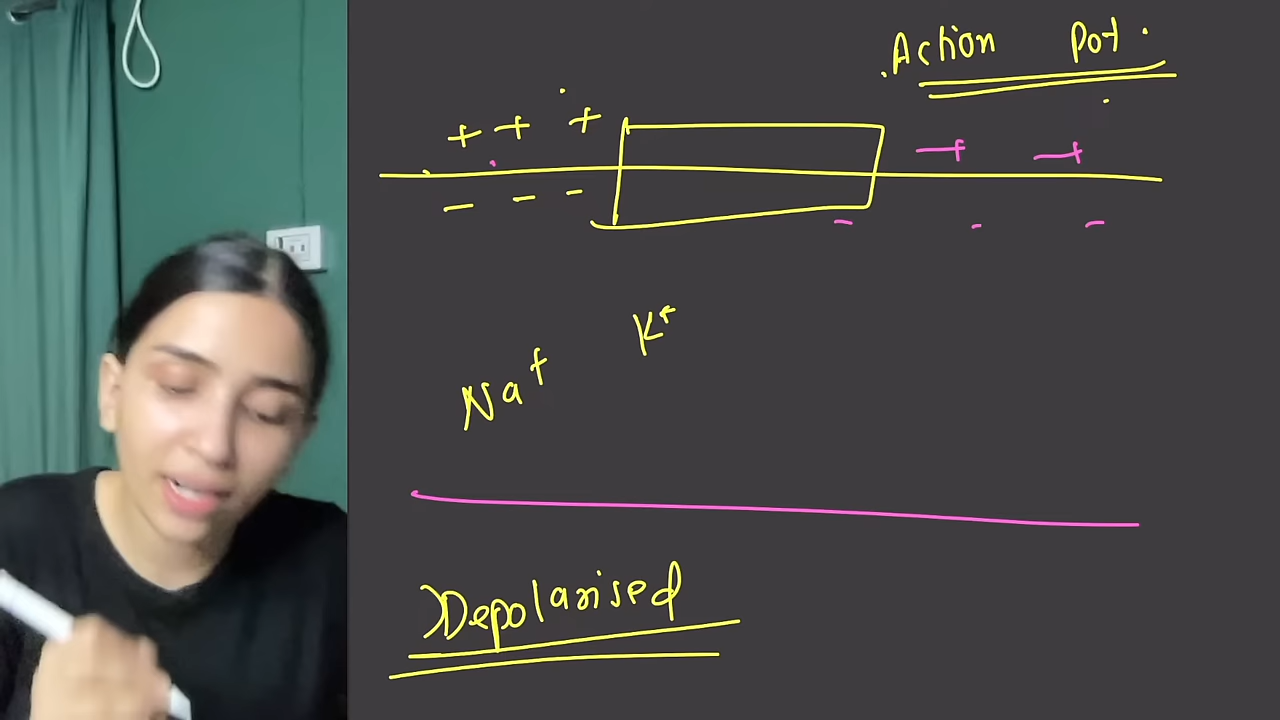 Action Pot.
+ + +
+ +
- - -
- - -
K+
Na+
Depolarised